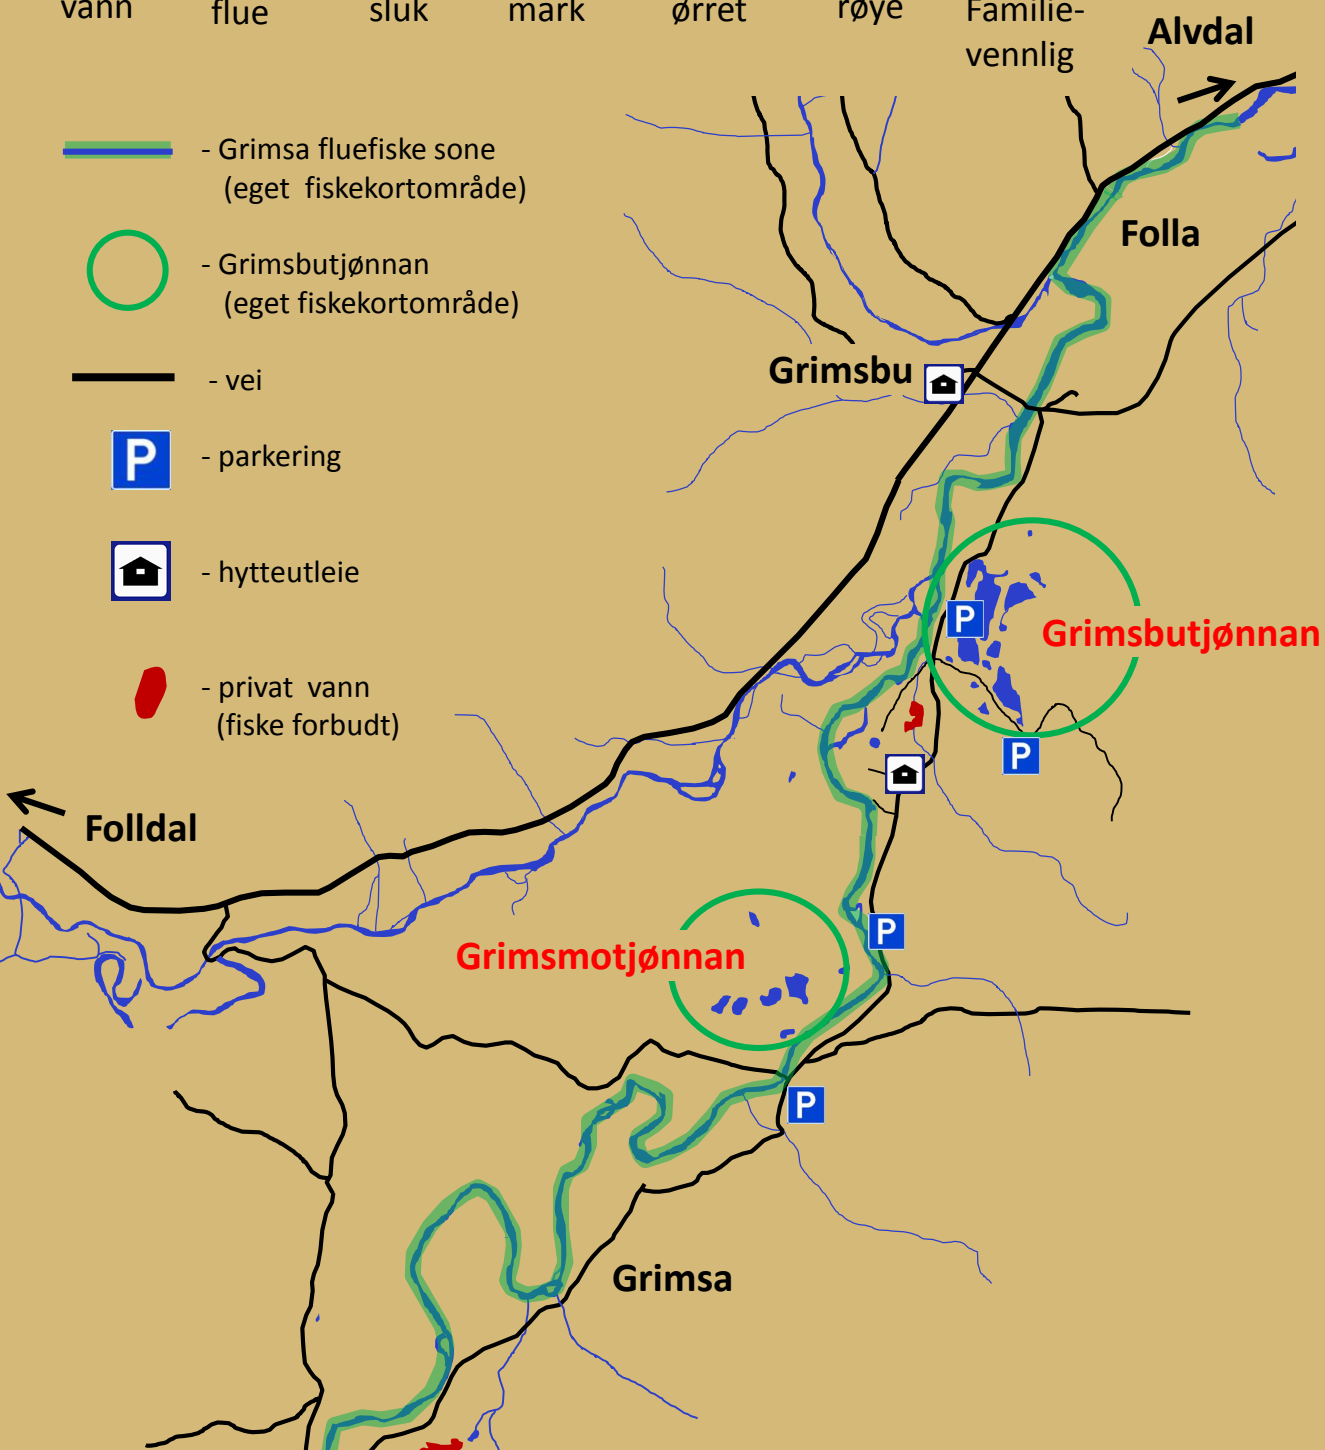 vann flue sluk mark ørret røye Familie-
vennlig
Alvdal
- Grimsa fluefiske sone
(eget fiskekortområde)
Folla
- Grimsbutjønnan
(eget fiskekortområde)
- vei
Grimsbu
P - parkering
- hytteutleie
P
Grimsbutjønnan
- privat vann
(fiske forbudt)
P
Folldal
P
Grimsmotjønnan
P
Grimsa